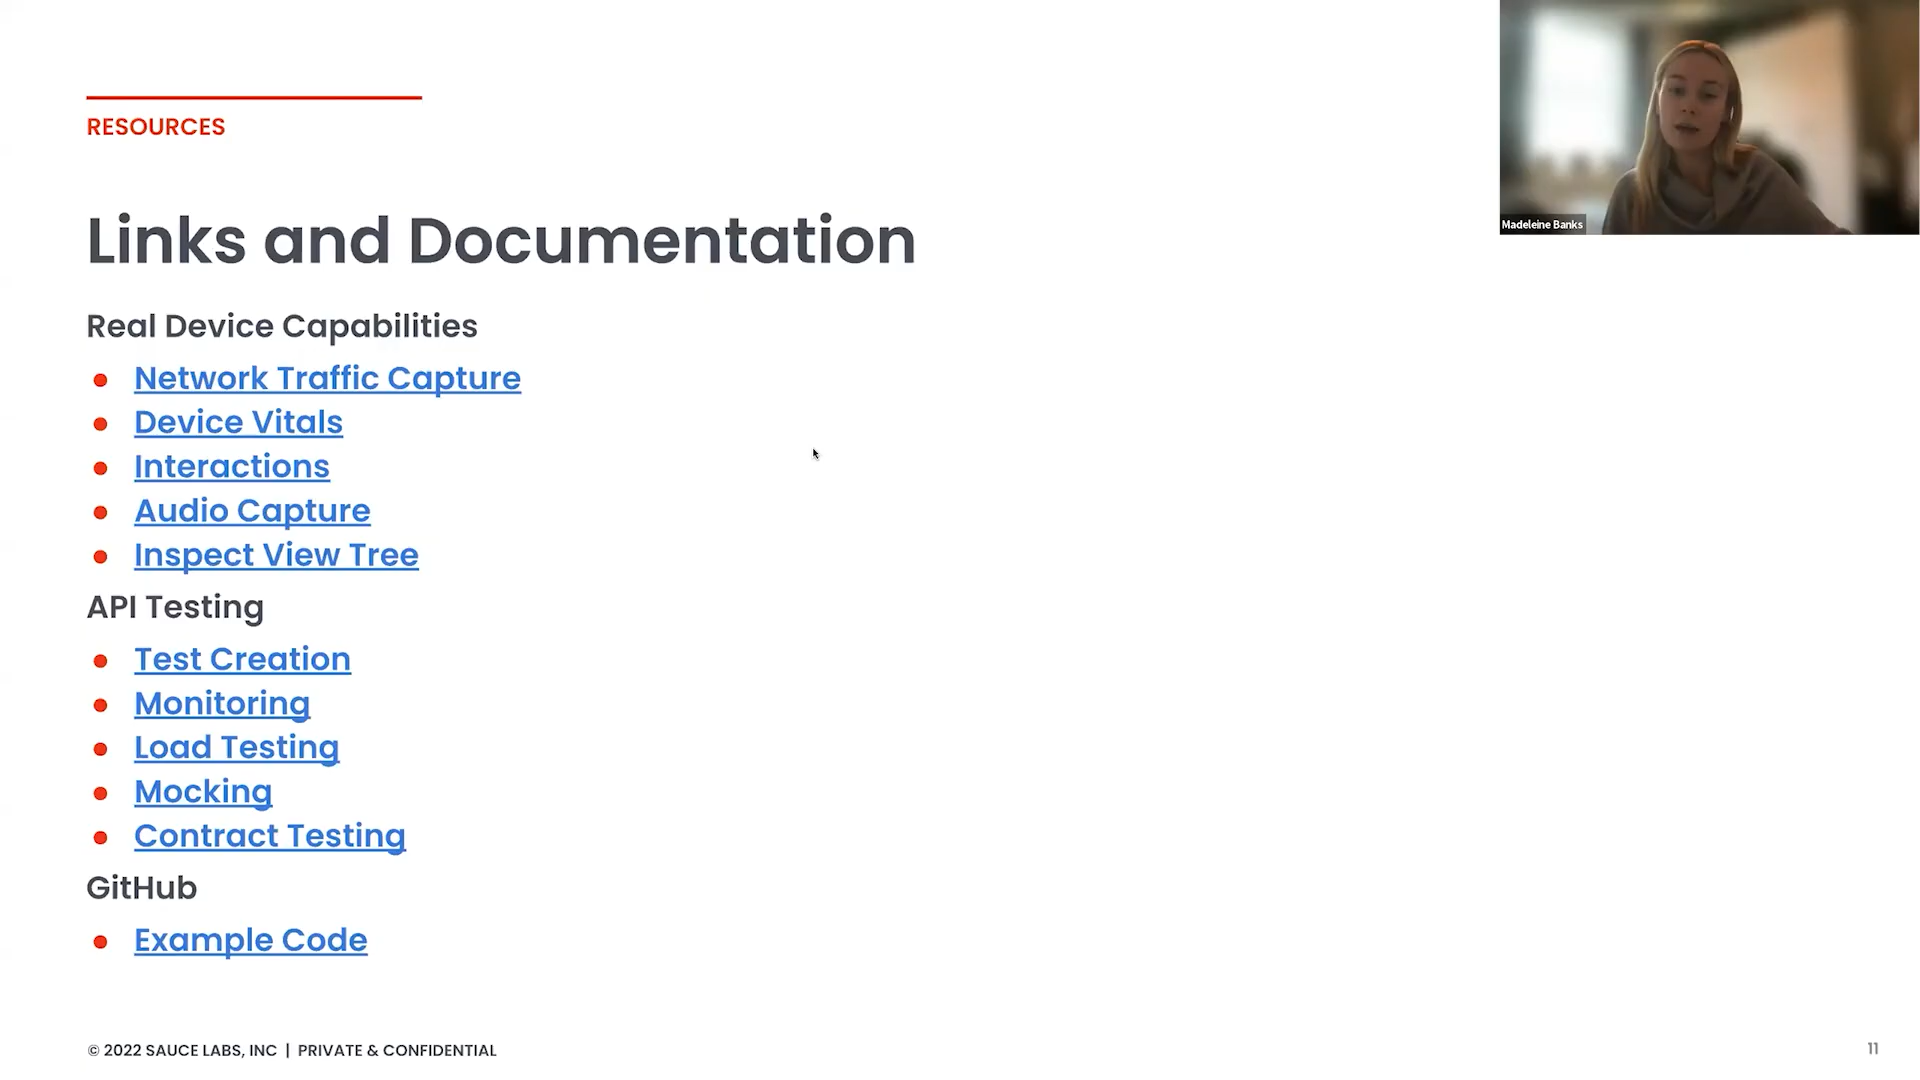 RESOURCES
Madeleine Banks
Links and Documentation
Real Device Capabilities
Network Traffic Capture
Device Vitals
Interactions
Audio Capture
Inspect View Tree
API Testing
Test Creation
Monitoring
Load Testing
Mocking
Contract Testing
GitHub
Example Code
© 2022 SAUCE LABS, INC | PRIVATE & CONFIDENTIAL
11